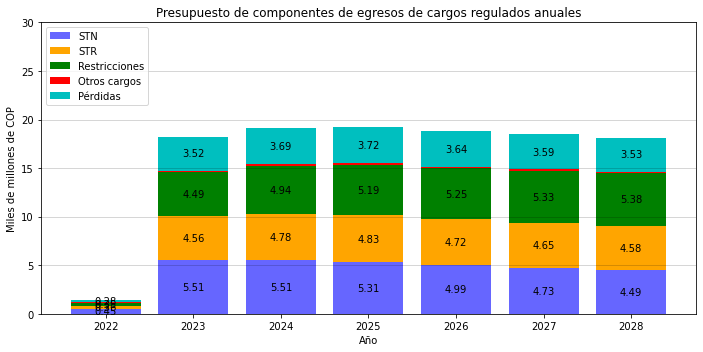 Presupuesto de componentes de egresos de cargos regulados anuales
30
25
20
15
10
5
0
Miles de millones de COP
STN
STR
Restricciones
Otros cargos
Pérdidas
3.52 3.69 3.72 3.64 3.59 3.53
4.49 4.94 5.19 5.25 5.33 5.38
4.56 4.78 4.83 4.72 4.65 4.58
5.51 5.51 5.31 4.99 4.73 4.49
2022 2023 2024 2025 2026 2027 2028
Año